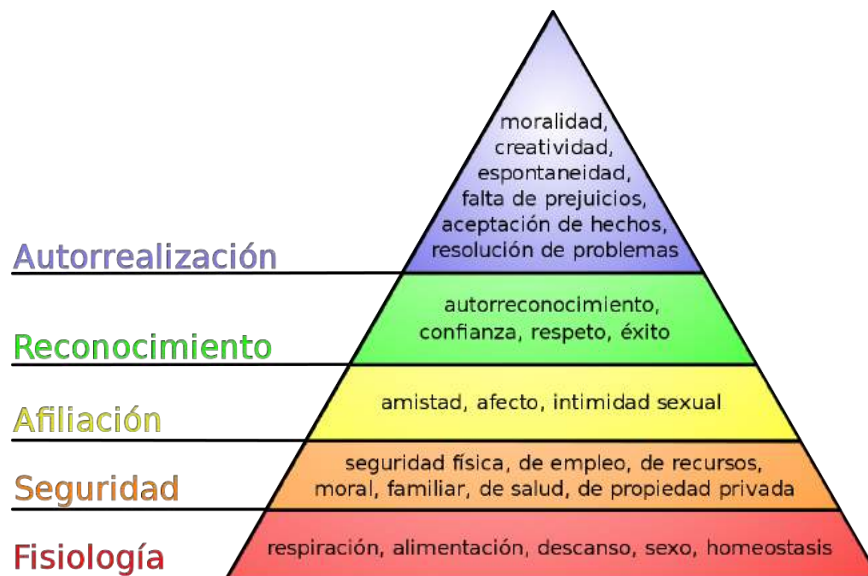 moralidad,
creatividad,
espontaneidad,
falta de prejuicios,
aceptación de hechos,
resolución de problemas
Autorrealización
autorreconocimiento,
confianza, respeto, éxito
Reconocimiento
amistad, afecto, intimidad sexual
Afiliación
seguridad física, de empleo, de recursos,
moral, familiar, de salud, de propiedad privada
Seguridad
respiración, alimentación, descanso, sexo, homeostasis
Fisiología